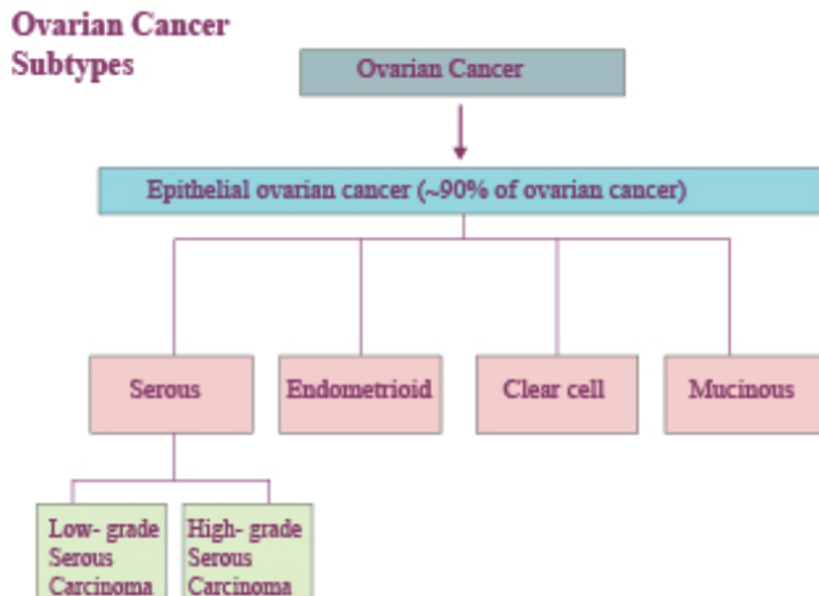 Ovarian Cancer
Subtypes
Ovarian Cancer
Epithelial ovarian cancer (~90% of ovarian cancer)
Serous
Endometrioid
Clear cell
Mucinous
Low- grade
Serous
Carcinoma
High- grade
Serous
Carcinoma